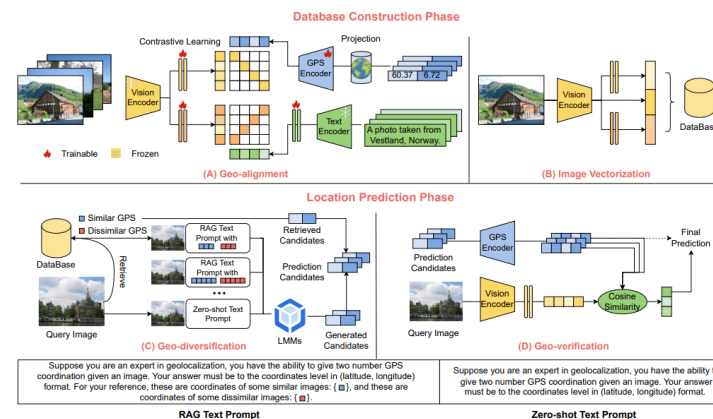 Database Construction Phase
Contrastive Learning
Projection
GPS
Encoder
60.37 6.72
Vision
Encoder
Text
Encoder
A photo taken from
Vestland, Norway.
Trainable
Frozen
(A) Geo-alignment
Vision
Encoder
DataBase
(B) Image Vectorization
Location Prediction Phase
Similar GPS
Dissimilar GPS
DataBase
Retrieve
Query Image
RAG Text
Prompt with
RAG Text
Prompt with
•••
Zero-shot Text
Prompt
Retrieved
Candidates
Prediction
Candidates
LMMs
Generated
Candidates
(C) Geo-diversification
Prediction
Candidates
GPS
Encoder
Final
Prediction
Vision
Encoder
Cosine
Similarity
Query Image
(D) Geo-verification
Suppose you are an expert in geolocalization, you have the ability to give two number GPS
coordination given an image. Your answer must be to the coordinates level in (latitude, longitude)
format. For your reference, these are coordinates of some similar images: { }, and these are
coordinates of some dissimilar images: { }.
RAG Text Prompt
Suppose you are an expert in geolocalization, you have the ability
give two number GPS coordination given an image. Your answer
must be to the coordinates level in (latitude, longitude) format.
Zero-shot Text Prompt